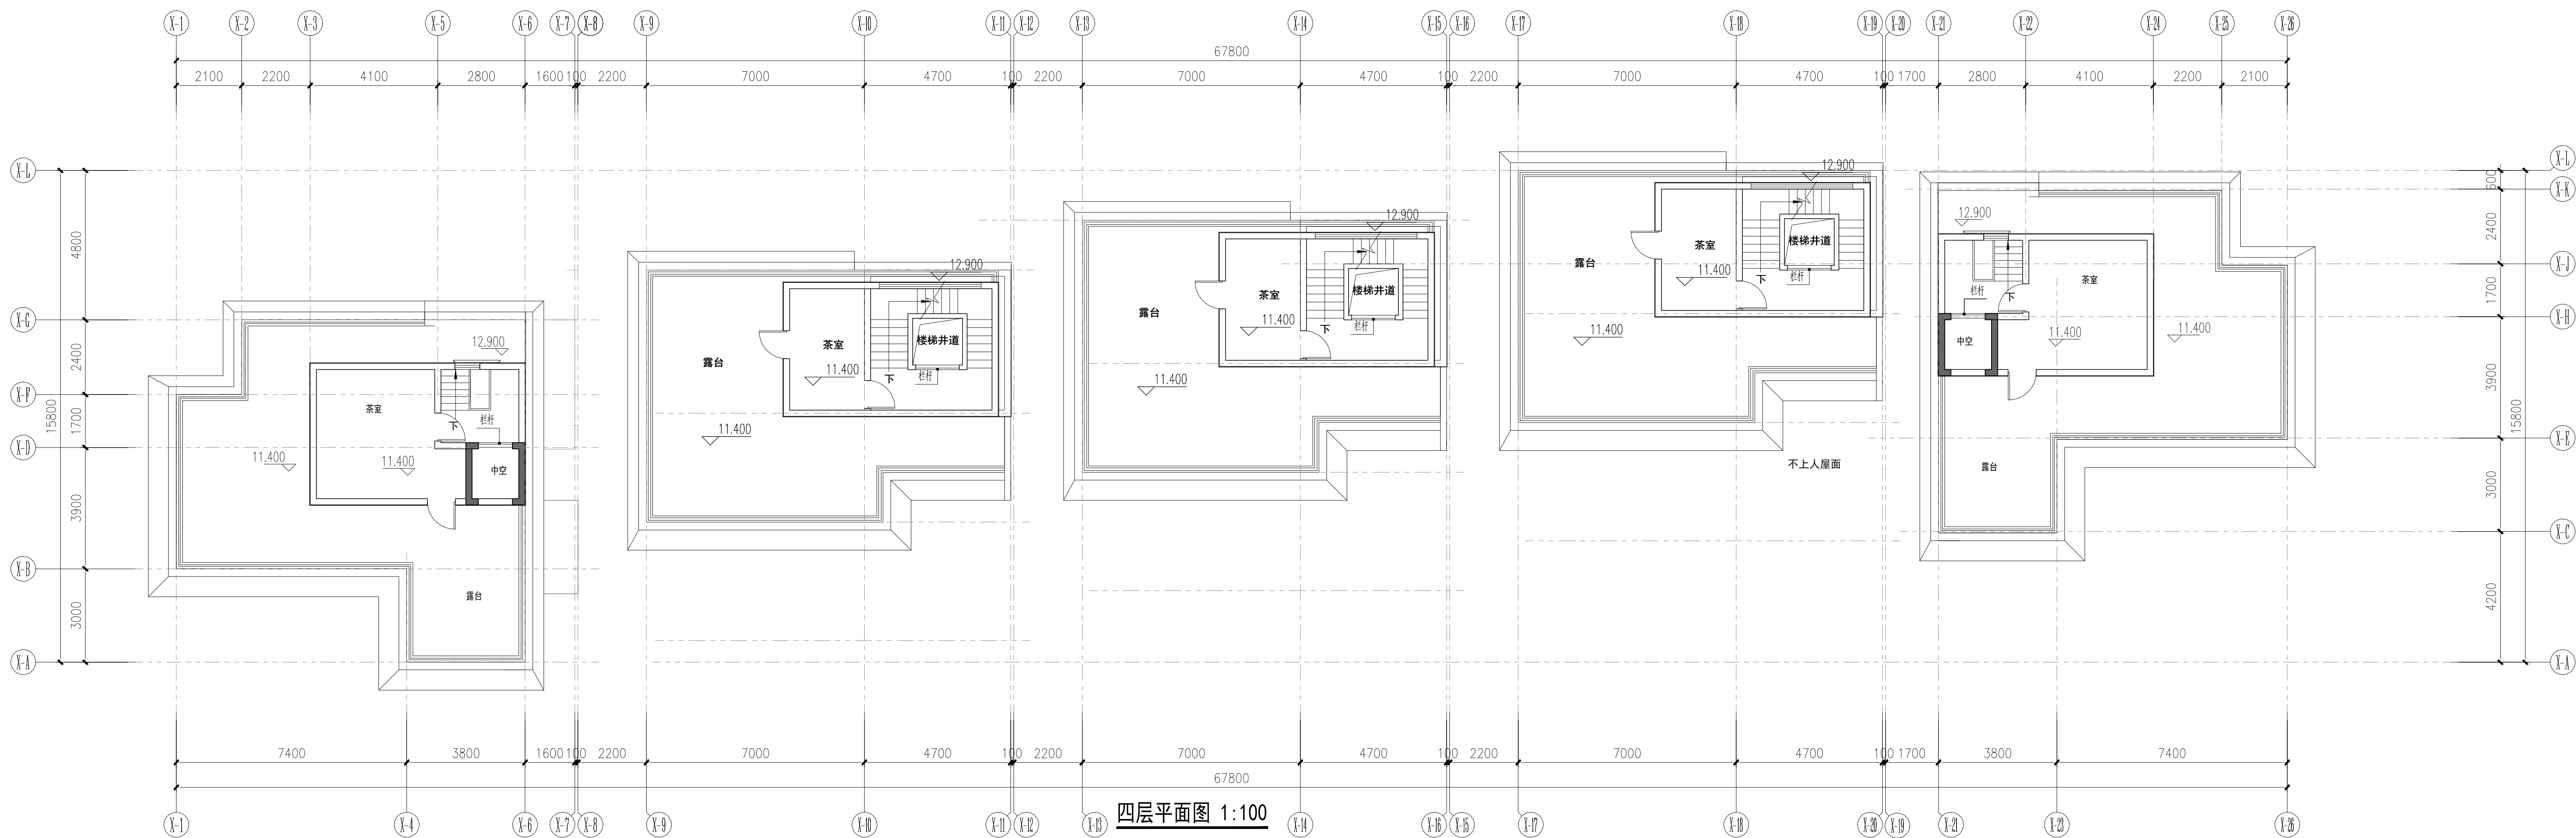 X-1 X-2 X-3 X-5 X-6 X-7 X-8 X-9 X-10 X-11 X-12 X-13 X-14 X-15 X-16 X-17 X-18 X-19 X-20 X-21 X-22 X-24 X-25 X-26
67800
2100 2200 4100 2800 1600 100 2200 7000 4700 100 2200 7000 4700 100 2200 7000 4700 100 1700 2800 4100 2200 2100
X-L
X-G
X-F
X-D
X-B
X-A
15800
4800
2400
1700
3900
3000
12.900
茶室
下
栏杆
11.400
11.400
中空
露台
12.900
露台
茶室
楼梯井道
下
栏杆
11.400
11.400
12.900
露台
茶室
楼梯井道
下
栏杆
11.400
11.400
12.900
露台
茶室
楼梯井道
下
栏杆
11.400
11.400
不上人屋面
12.900
茶室
栏杆
下
中空
11.400
11.400
露台
X-L
X-K
X-J
X-H
X-E
X-C
X-A
600
2400
1700
3900
3000
4200
15800
7400 3800 1600 100 2200 7000 4700 100 2200 7000 4700 100 2200 7000 4700 100 1700 3800 7400
67800
四层平面图 1:100
X-1 X-4 X-6 X-7 X-8 X-9 X-10 X-11 X-12 X-13 X-14 X-16 X-15 X-17 X-18 X-20 X-19 X-21 X-23 X-26